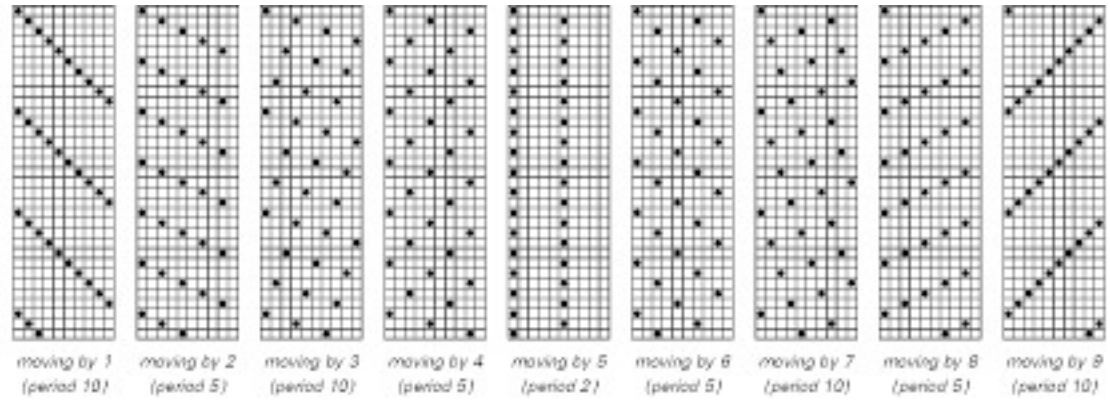 moving by 1 moving by 2 moving by 3 moving by 4 moving by 5 moving by 6 moving by 7 moving by 8 moving by 9
(period 10) (period 5) (period 10) (period 5) (period 2) (period 5) (period 10) (period 5) (period 10)